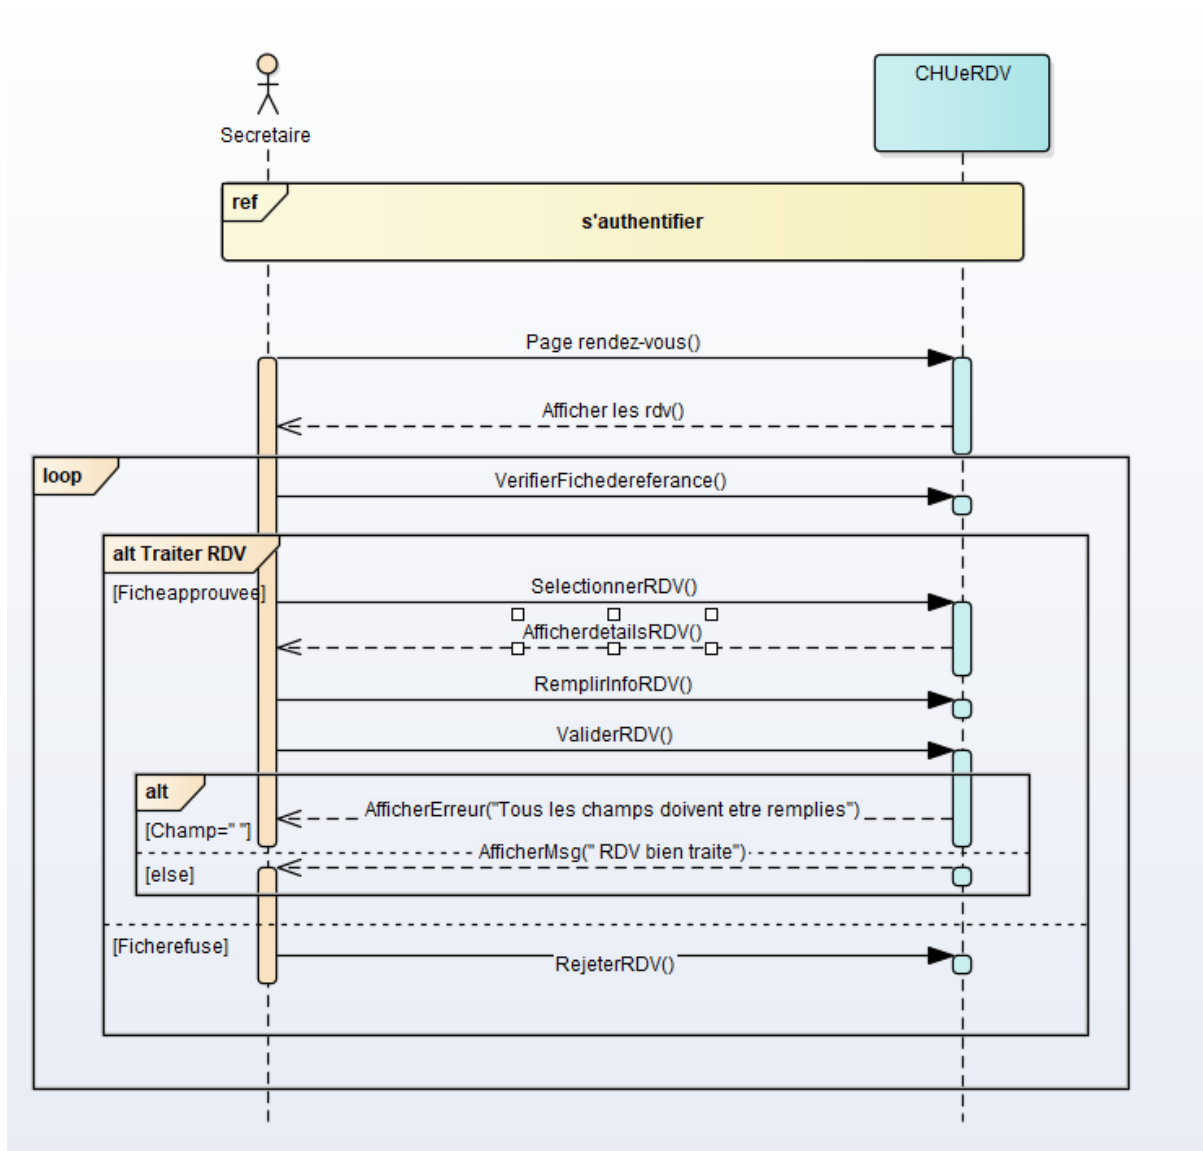 CHUeRDV
Secretaire
ref
s'authentifier
Page rendez-vous()
Afficher les rdv()
loop
VerifierFichedereferance()
alt Traiter RDV
[Ficheapprouvee]
SelectionnerRDV()
AfficherdetailsRDV()
RemplirInfoRDV()
ValiderRDV()
alt
AfficherErreur("Tous les champs doivent etre remplies")
[Champ=" "]
AfficherMsg(" RDV bien traite")
[else]
[Ficherefuse]
RejeterRDV()